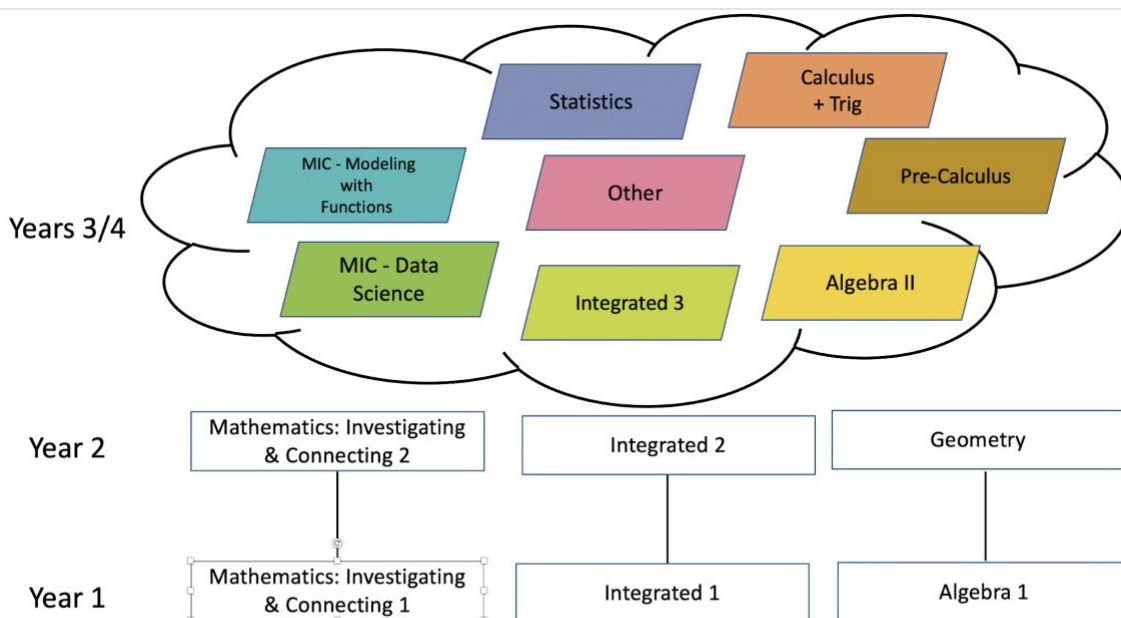 Statistics
Calculus
+ Trig
MIC - Modeling
with
Functions
Other
Pre-Calculus
Years 3/4
MIC - Data
Science
Integrated 3
Algebra II
Year 2
Mathematics: Investigating
& Connecting 2
Integrated 2
Geometry
Year 1
Mathematics: Investigating
& Connecting 1
Integrated 1
Algebra 1